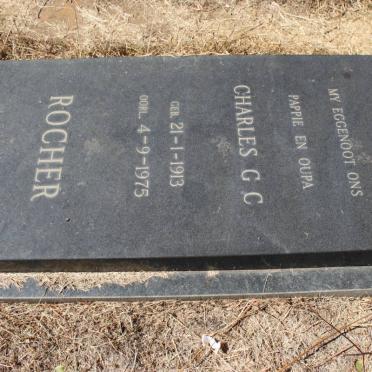 MY EGGENOOT ONS
PAPPIE EN OUPA
CHARLES G.C
GEB. 21-1-1913
OORL. 4-9-1975
ROCHER